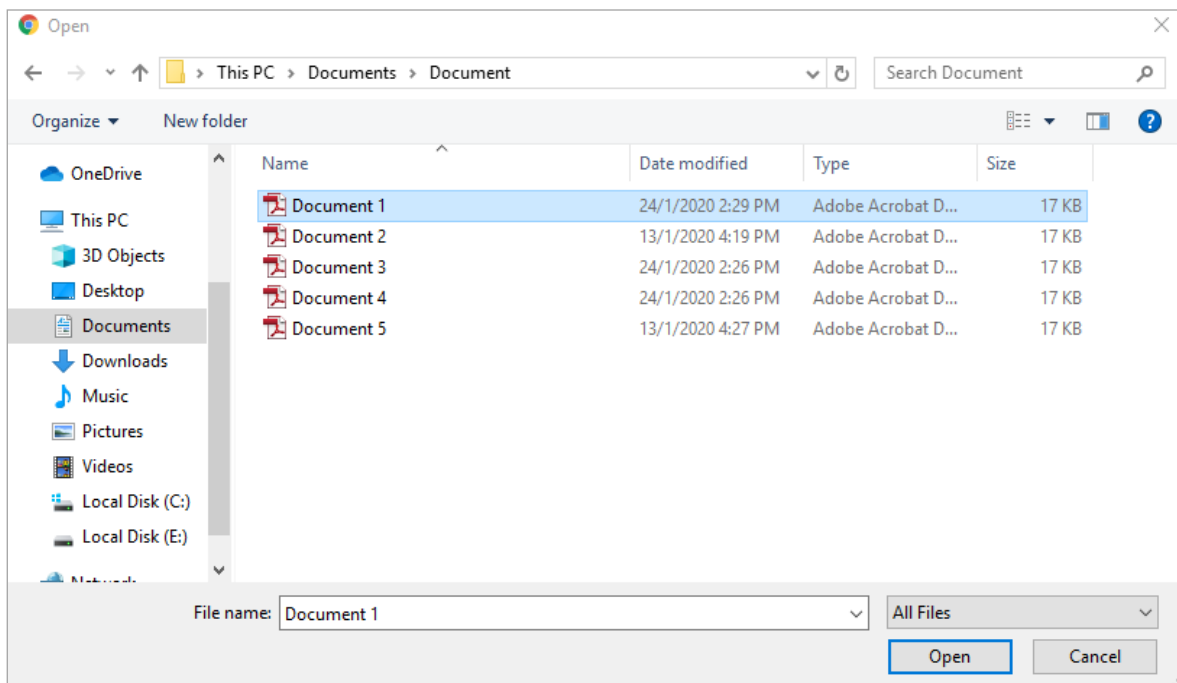 Open
This PC > Documents > Document
Search Document
Organize
New folder
Name
Date modified
Type
Size
OneDrive
This PC
3D Objects
Desktop
Documents
Downloads
Music
Pictures
Videos
Local Disk (C:)
Local Disk (E:)
Document 1 24/1/2020 2:29 PM Adobe Acrobat D... 17 KB
Document 2 13/1/2020 4:19 PM Adobe Acrobat D... 17 KB
Document 3 24/1/2020 2:26 PM Adobe Acrobat D... 17 KB
Document 4 24/1/2020 2:26 PM Adobe Acrobat D... 17 KB
Document 5 13/1/2020 4:27 PM Adobe Acrobat D... 17 KB
File name: Document 1
All Files
Open
Cancel